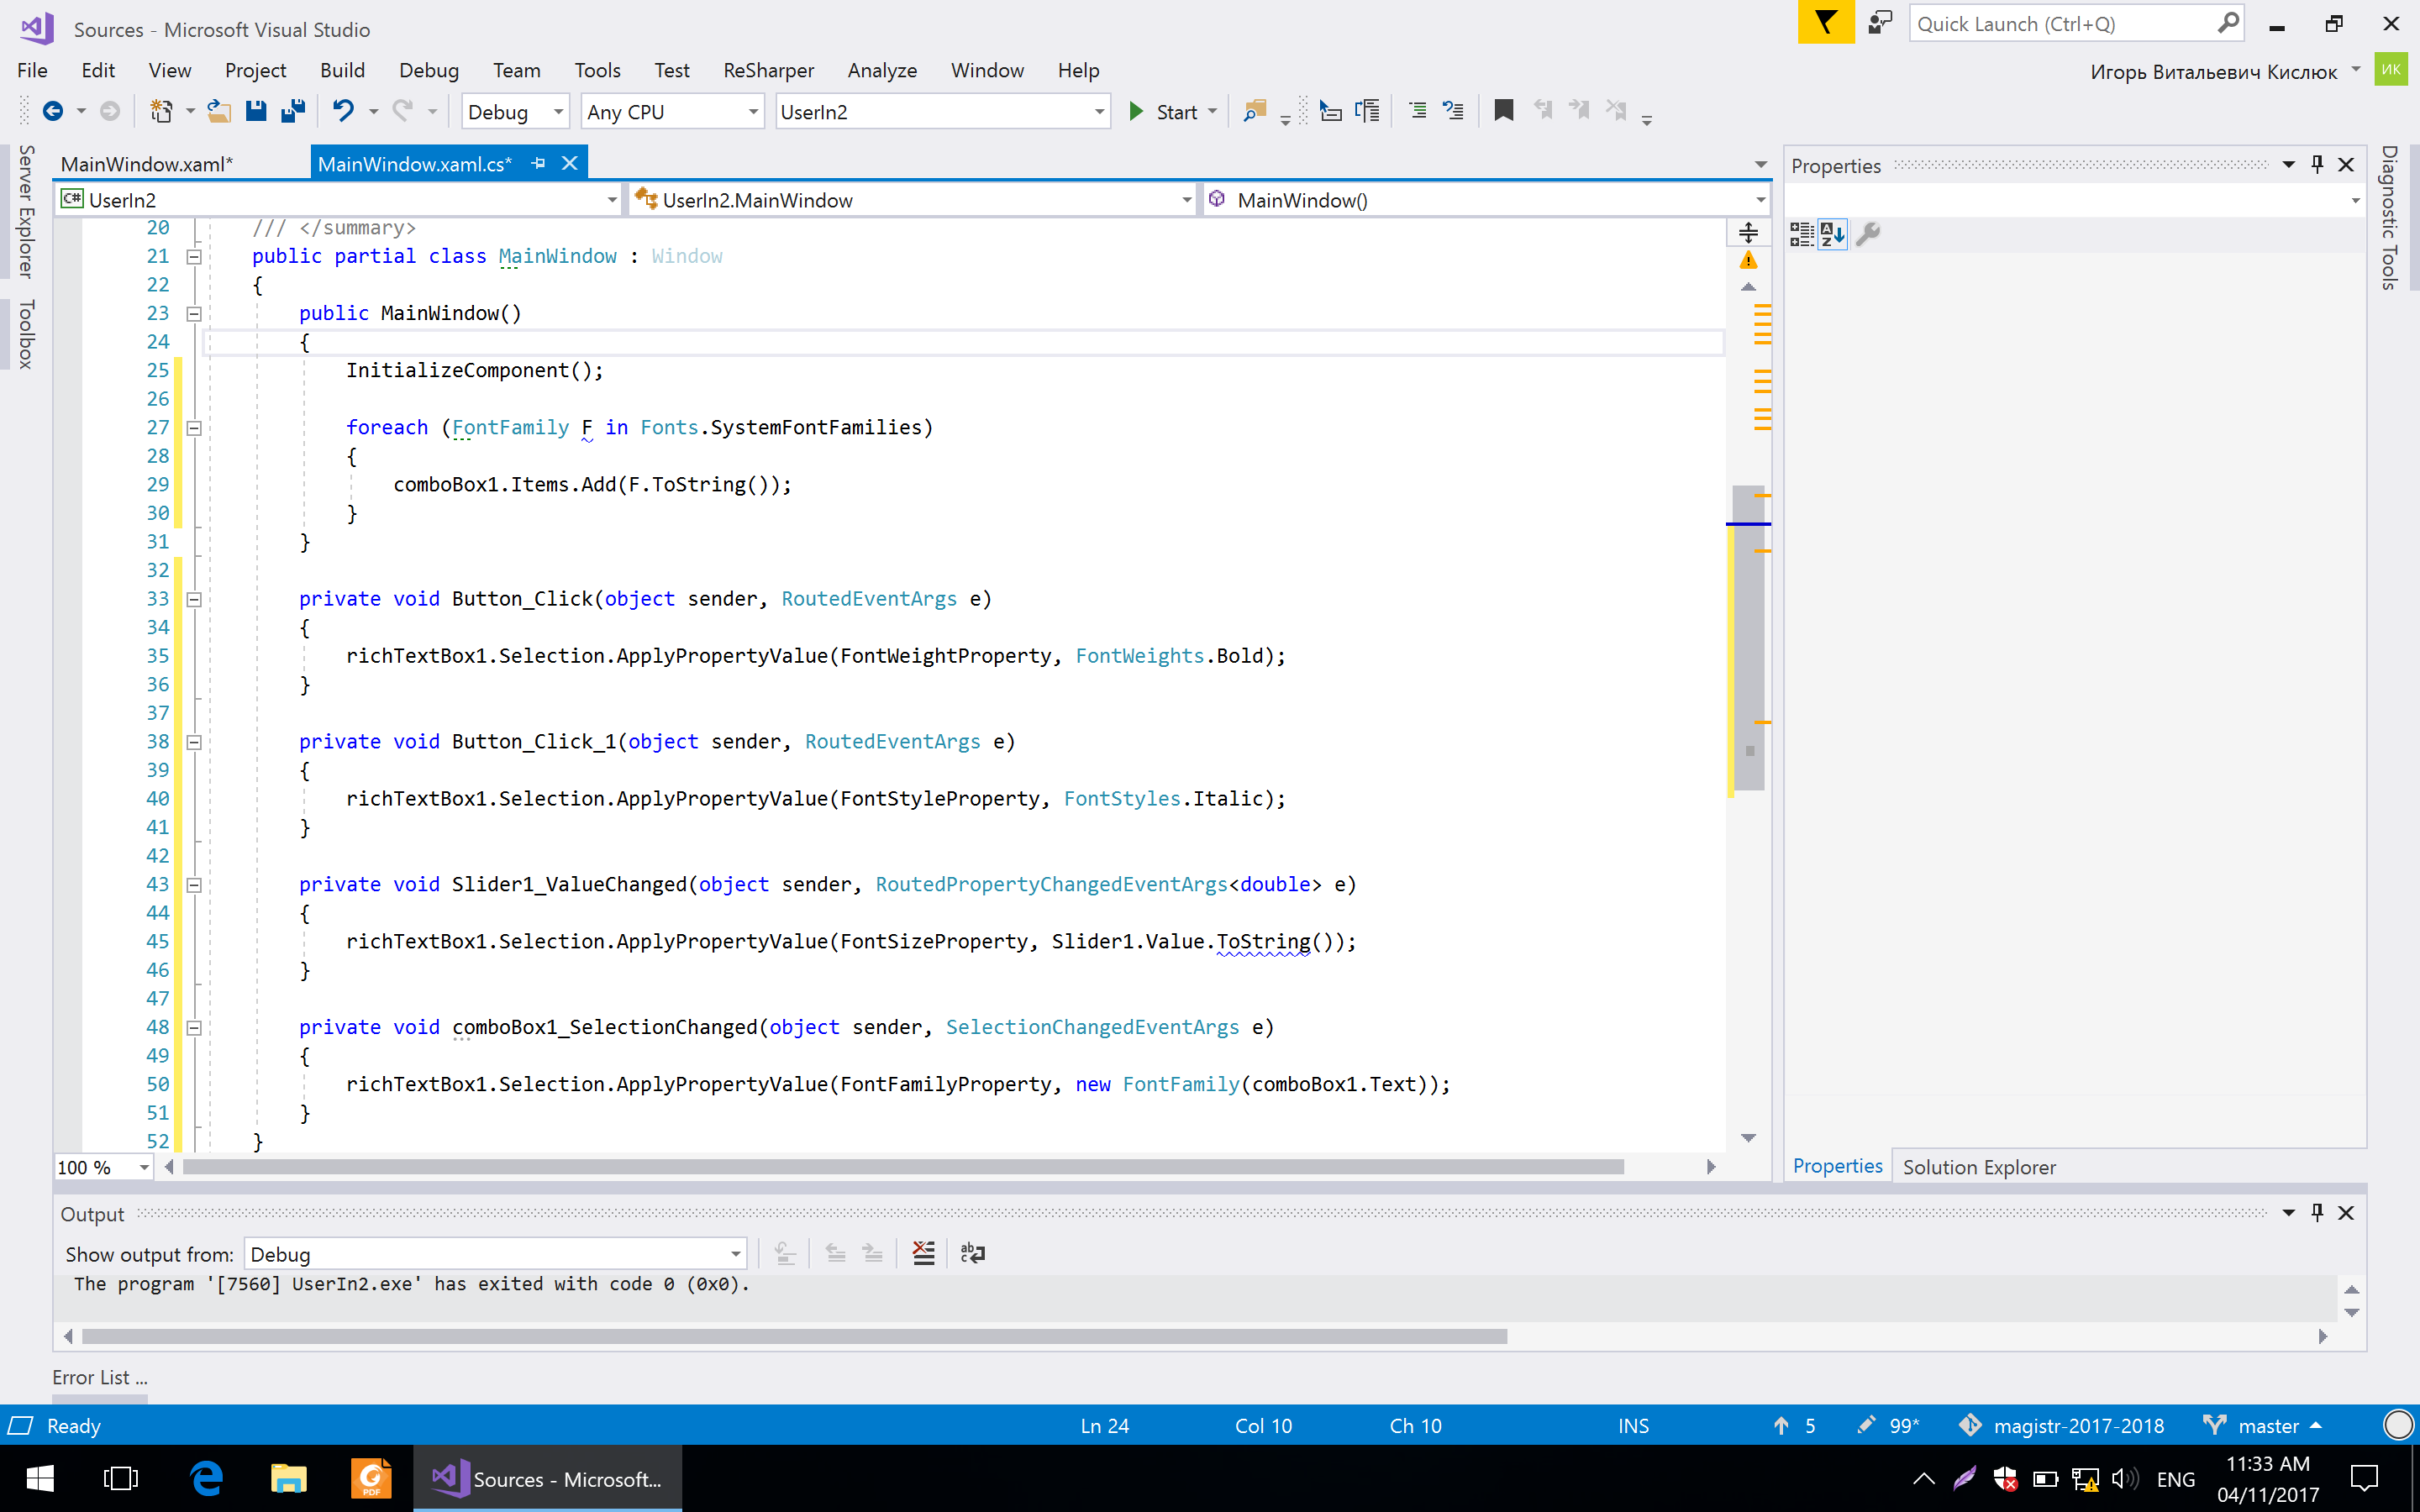 Sources - Microsoft Visual Studio
Quick Launch (Ctrl+Q)
File Edit View Project Build Debug Team Tools Test ReSharper Analyze Window Help
Игорь Витальевич Кислюк
ИК
Debug Any CPU UserIn2 Start
Server Explorer
Toolbox
MainWindow.xaml*
MainWindow.xaml.cs*
C# UserIn2
UserIn2.MainWindow
MainWindow()
20 /// </summary>
21 public partial class MainWindow : Window
22 {
23 public MainWindow()
24 {
25 InitializeComponent();
26
27 foreach (FontFamily F in Fonts.SystemFontFamilies)
28 {
29 comboBox1.Items.Add(F.ToString());
30 }
31 }
32
33 private void Button_Click(object sender, RoutedEventArgs e)
34 {
35 richTextBox1.Selection.ApplyPropertyValue(FontWeightProperty, FontWeights.Bold);
36 }
37
38 private void Button_Click_1(object sender, RoutedEventArgs e)
39 {
40 richTextBox1.Selection.ApplyPropertyValue(FontStyleProperty, FontStyles.Italic);
41 }
42
43 private void Slider1_ValueChanged(object sender, RoutedPropertyChangedEventArgs<double> e)
44 {
45 richTextBox1.Selection.ApplyPropertyValue(FontSizeProperty, Slider1.Value.ToString());
46 }
47
48 private void comboBox1_SelectionChanged(object sender, SelectionChangedEventArgs e)
49 {
50 richTextBox1.Selection.ApplyPropertyValue(FontFamilyProperty, new FontFamily(comboBox1.Text));
51 }
52 }
100 %
Properties
Diagnostic Tools
Properties
Solution Explorer
Output
Show output from: Debug
The program '[7560] UserIn2.exe' has exited with code 0 (0x0).
Error List ...
Ready Ln 24 Col 10 Ch 10 INS 5 99* magistr-2017-2018 master
PDF
Sources - Microsoft...
ENG
11:33 AM
04/11/2017